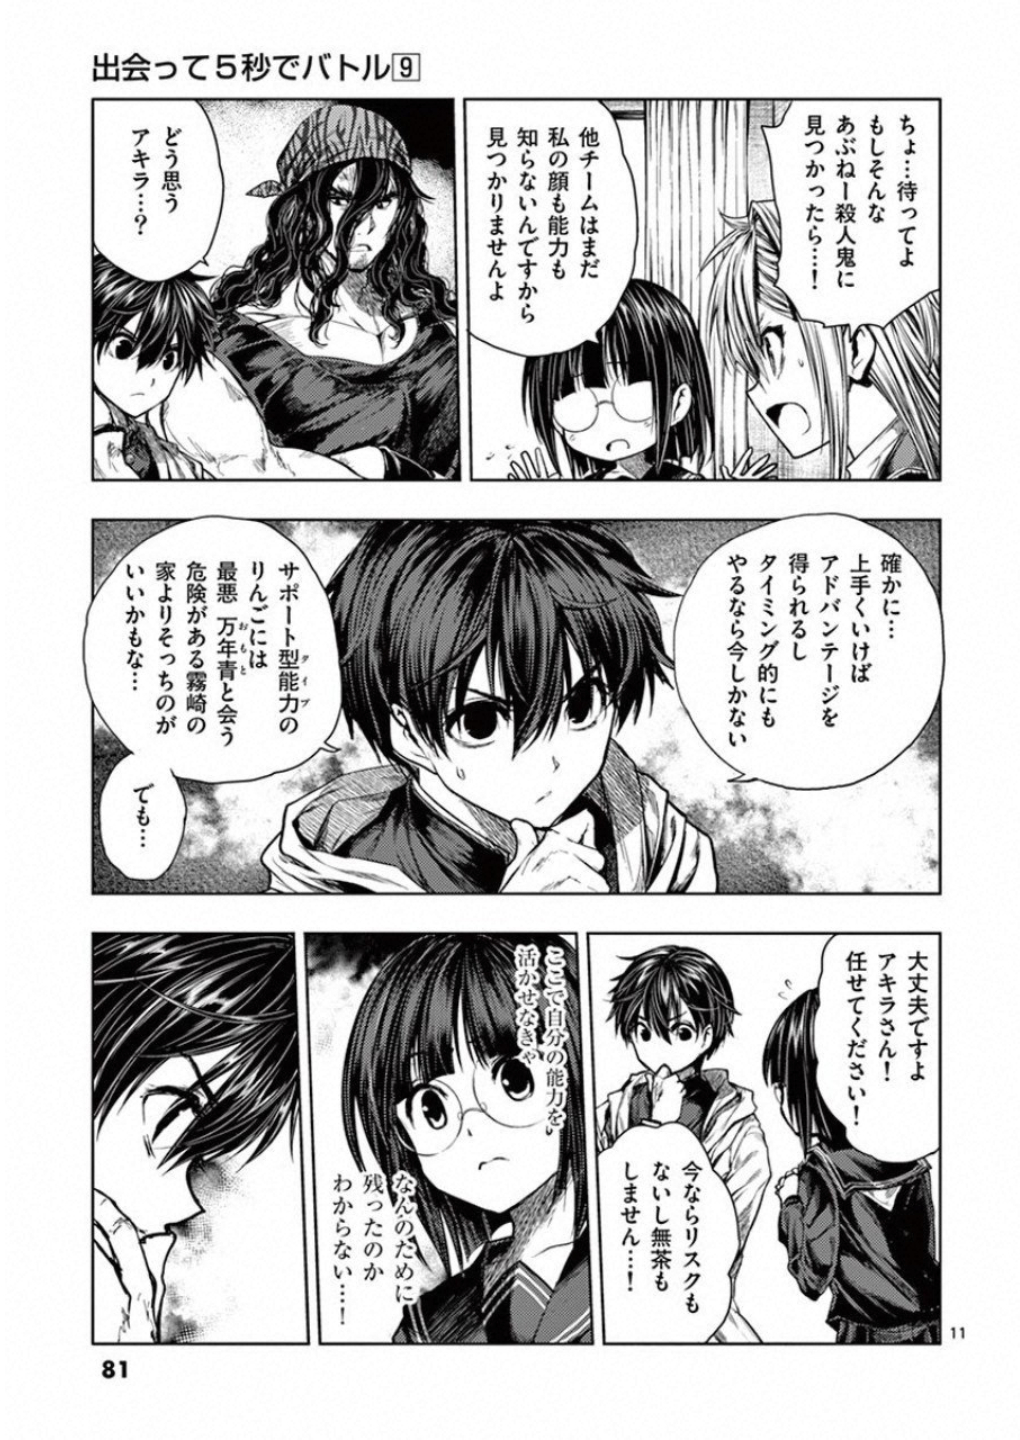 出会って5秒でバトル9
ちょ…待ってよ
もしそんな
あぶねー殺人鬼に
見つかったら…!
他チームはまだ
私の顔も能力も
知らないんですから
見つかりませんよ
どう思う
アキラ…?
確かに…
上手くいけば
アドバンテージを
得られるし
タイミング的にも
やるなら今しかない
サポート型能力の
タイプ
りんごには
最悪 万年青と会う
おもと
危険がある霧崎の
家よりそっちのが
いいかもな…
でも…
大丈夫ですよ
アキラさん!
任せてください!
今ならリスクも
ないし無茶も
しません…!
ここで自分の能力を
活かせなきゃ
なんのために
残ったのか
わからない…!
11
81